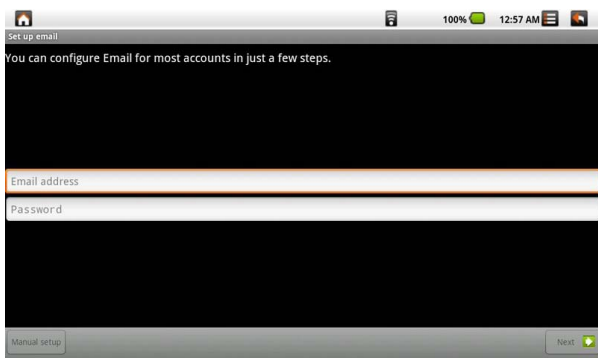 100% 12:57 AM
Set up email
You can configure Email for most accounts in just a few steps.
Email address
Password
Manual setup
Next